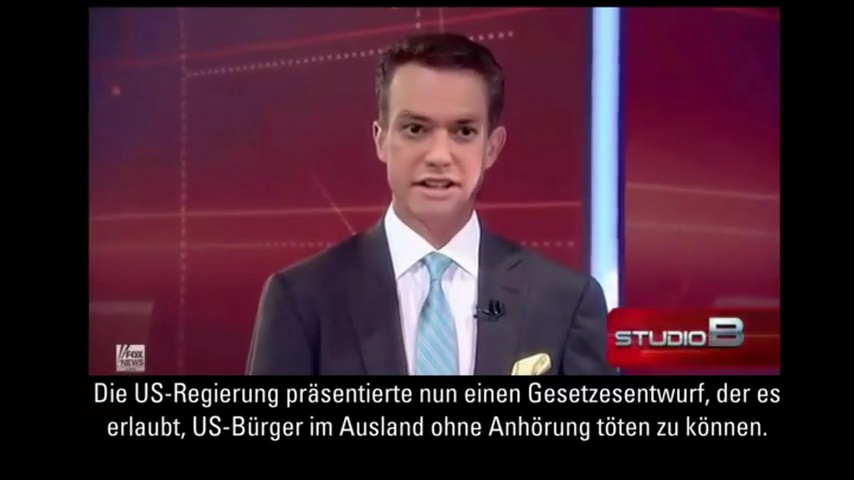 STUDIO B
FOX
NEWS
Die US-Regierung präsentierte nun einen Gesetzesentwurf, der es
erlaubt, US-Bürger im Ausland ohne Anhörung töten zu können.